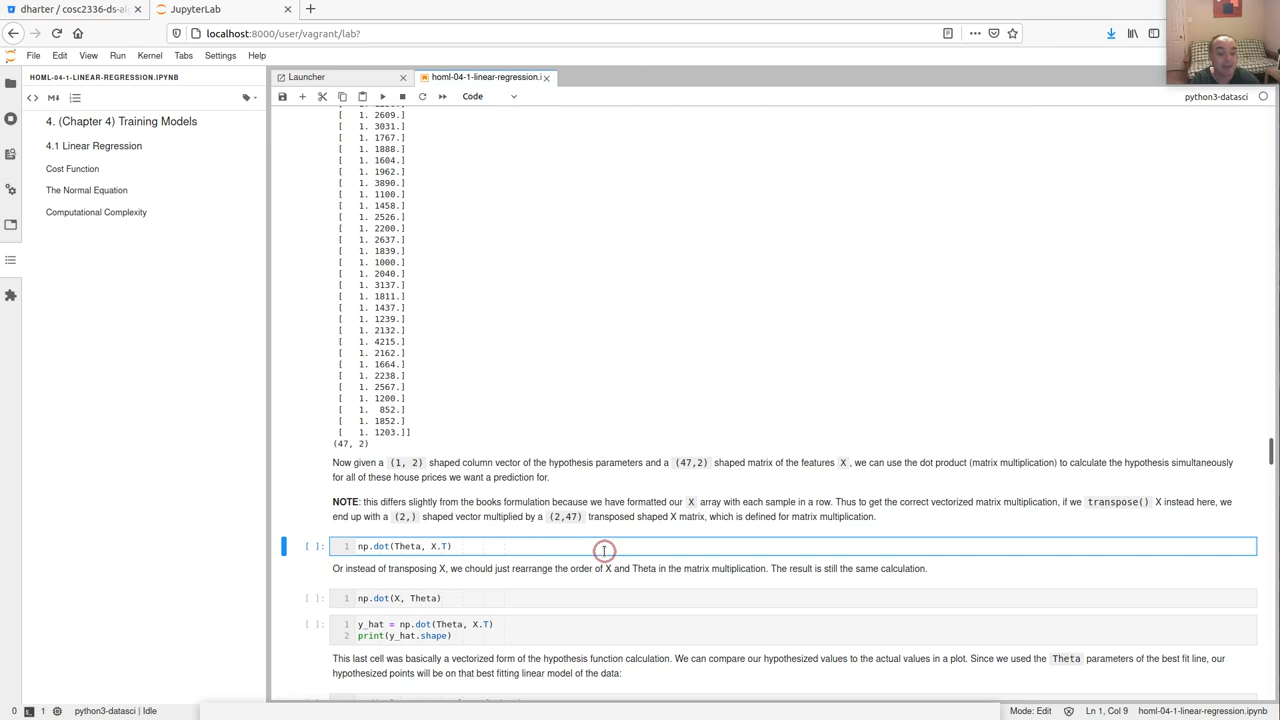 dharter / cosc2336-ds-al
JupyterLab
localhost:8000/user/vagrant/lab?
File Edit View Run Kernel Tabs Settings Help
HOML-04-1-LINEAR-REGRESSION.IPYNB
4. (Chapter 4) Training Models
4.1 Linear Regression
Cost Function
The Normal Equation
Computational Complexity
Launcher
homl-04-1-linear-regression.i
Code
python3-datasci
[ 1. 2609.]
[ 1. 3031.]
[ 1. 1767.]
[ 1. 1888.]
[ 1. 1604.]
[ 1. 1962.]
[ 1. 3890.]
[ 1. 1100.]
[ 1. 1458.]
[ 1. 2526.]
[ 1. 2200.]
[ 1. 2637.]
[ 1. 1839.]
[ 1. 1000.]
[ 1. 2040.]
[ 1. 3137.]
[ 1. 1811.]
[ 1. 1437.]
[ 1. 1239.]
[ 1. 2132.]
[ 1. 4215.]
[ 1. 2162.]
[ 1. 1664.]
[ 1. 2238.]
[ 1. 2567.]
[ 1. 1200.]
[ 1. 852.]
[ 1. 1852.]
[ 1. 1203.]]
(47, 2)
Now given a (1, 2) shaped column vector of the hypothesis parameters and a (47,2) shaped matrix of the features X , we can use the dot product (matrix multiplication) to calculate the hypothesis simultaneously
for all of these house prices we want a prediction for.
NOTE: this differs slightly from the books formulation because we have formatted our X array with each sample in a row. Thus to get the correct vectorized matrix multiplication, if we transpose() X instead here, we
end up with a (2,) shaped vector multiplied by a (2,47) transposed shaped X matrix, which is defined for matrix multiplication.
[ ]: 1 np.dot(Theta, X.T)
Or instead of transposing X, we chould just rearrange the order of X and Theta in the matrix multiplication. The result is still the same calculation.
[ ]: 1 np.dot(X, Theta)
[ ]: 1 y_hat = np.dot(Theta, X.T)
2 print(y_hat.shape)
This last cell was basically a vectorized form of the hypothesis function calculation. We can compare our hypothesized values to the actual values in a plot. Since we used the Theta parameters of the best fit line, our
hypothesized points will be on that best fitting linear model of the data:
0 1 python3-datasci | Idle
Mode: Edit Ln 1, Col 9 homl-04-1-linear-regression.ipynb